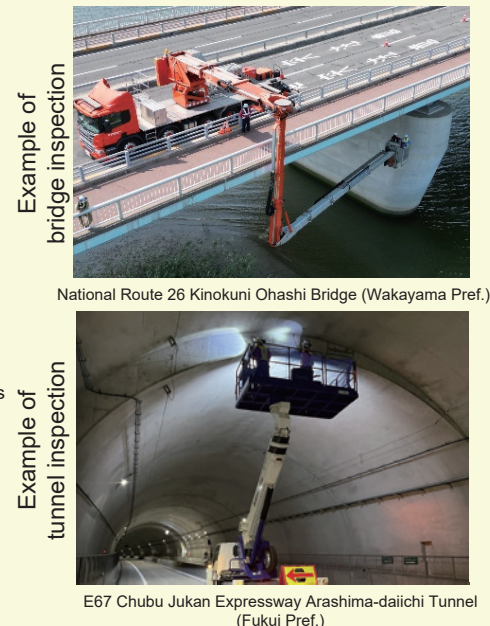 Example of
bridge inspection
National Route 26 Kinokuni Ohashi Bridge (Wakayama Pref.)
s
Example of
tunnel inspection
E67 Chubu Jukan Expressway Arashima-daiichi Tunnel
(Fukui Pref.)